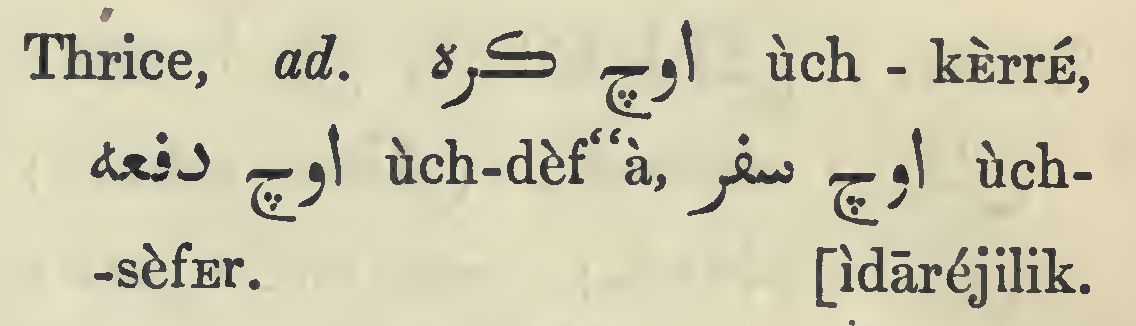 Thrice, ad. اوچ كره ùch - kÈrrÉ,
اوچ دفعه ùch-dèf“à, اوچ سفر ùch-
-sèfEr. [ìdāréjilik.